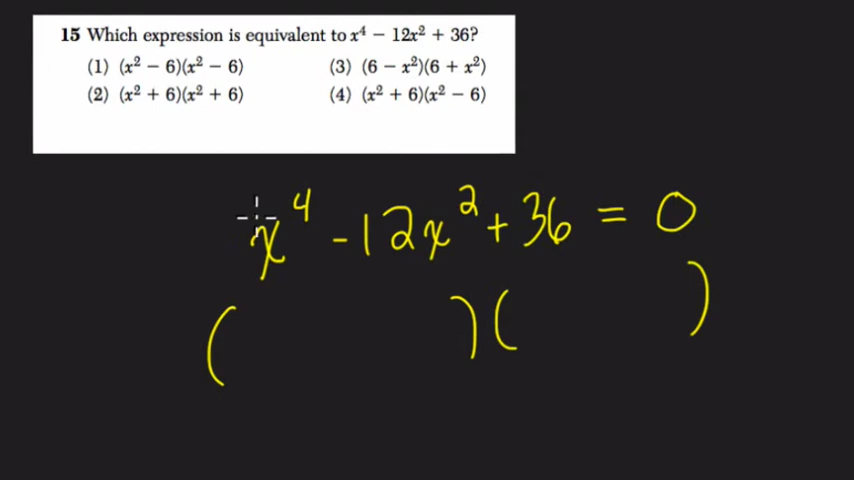 15 Which expression is equivalent to x⁴ − 12x² + 36?
(1) (x² − 6)(x² − 6) (3) (6 − x²)(6 + x²)
(2) (x² + 6)(x² + 6) (4) (x² + 6)(x² − 6)
x⁴ - 12x² + 36 = 0
( )( )